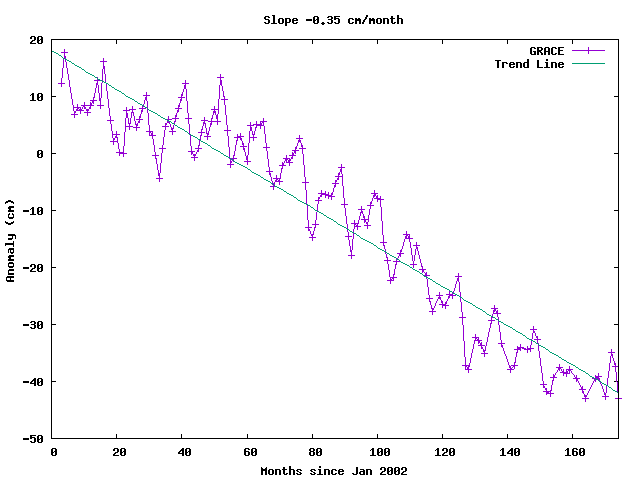 Slope -0.35 cm/month
GRACE
Trend Line
20
10
0
-10
-20
-30
-40
-50
Anomaly (cm)
0 20 40 60 80 100 120 140 160
Months since Jan 2002